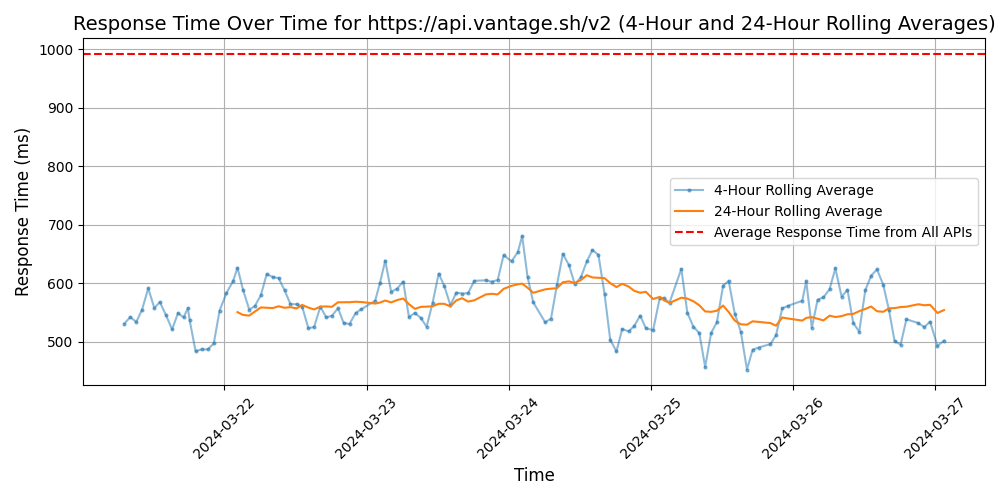 Response Time Over Time for https://api.vantage.sh/v2 (4-Hour and 24-Hour Rolling Averages)
1000
900
800
700
600
500
Response Time (ms)
4-Hour Rolling Average
24-Hour Rolling Average
Average Response Time from All APIs
2024-03-22
2024-03-23
2024-03-24
2024-03-25
2024-03-26
2024-03-27
Time